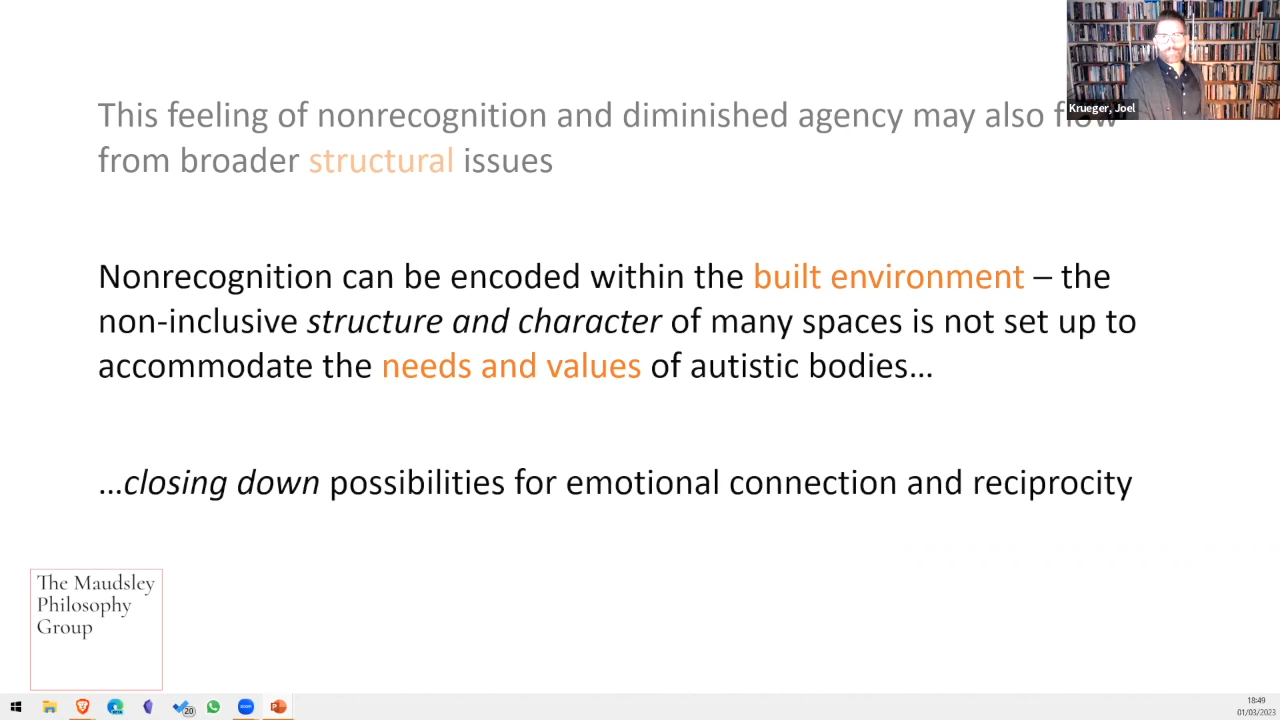 Krueger, Joel
This feeling of nonrecognition and diminished agency may also flow
from broader structural issues
Nonrecognition can be encoded within the built environment – the
non-inclusive structure and character of many spaces is not set up to
accommodate the needs and values of autistic bodies…
…closing down possibilities for emotional connection and reciprocity
The Maudsley
Philosophy
Group
20
zoom
18:49
01/03/2023